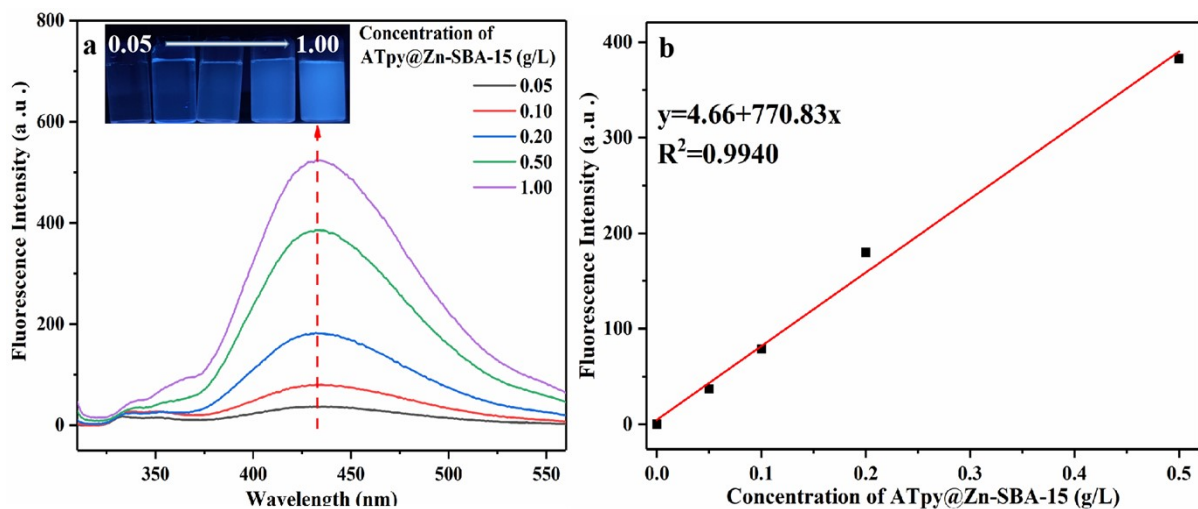 a
0.05 1.00
Concentration of
ATpy@Zn-SBA-15 (g/L)
0.05
0.10
0.20
0.50
1.00
800
600
400
200
0
Fluorescence Intensity (a .u .)
350 400 450 500 550
Wavelength (nm)
b
y=4.66+770.83x
R²=0.9940
400
300
200
100
0
Fluorescence Intensity (a .u .)
0.0 0.1 0.2 0.3 0.4 0.5
Concentration of ATpy@Zn-SBA-15 (g/L)